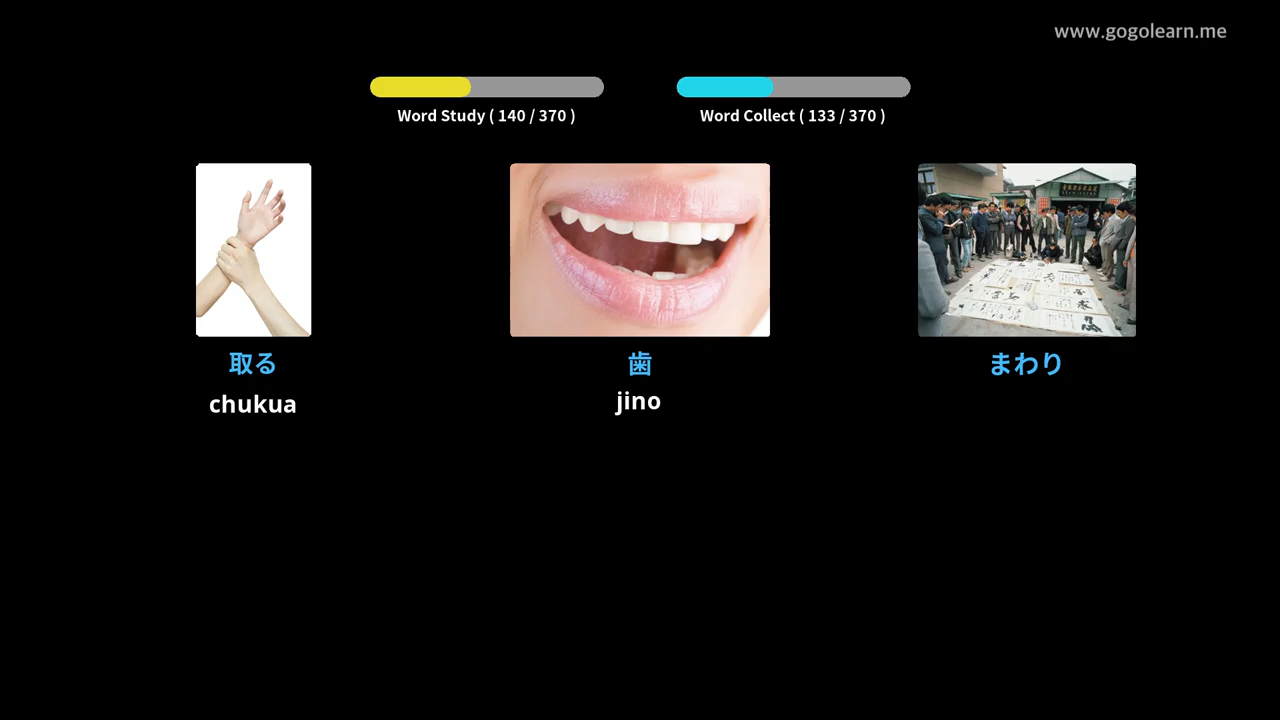 www.gogolearn.me
Word Study ( 140 / 370 )
Word Collect ( 133 / 370 )
取る
chukua
歯
jino
まわり